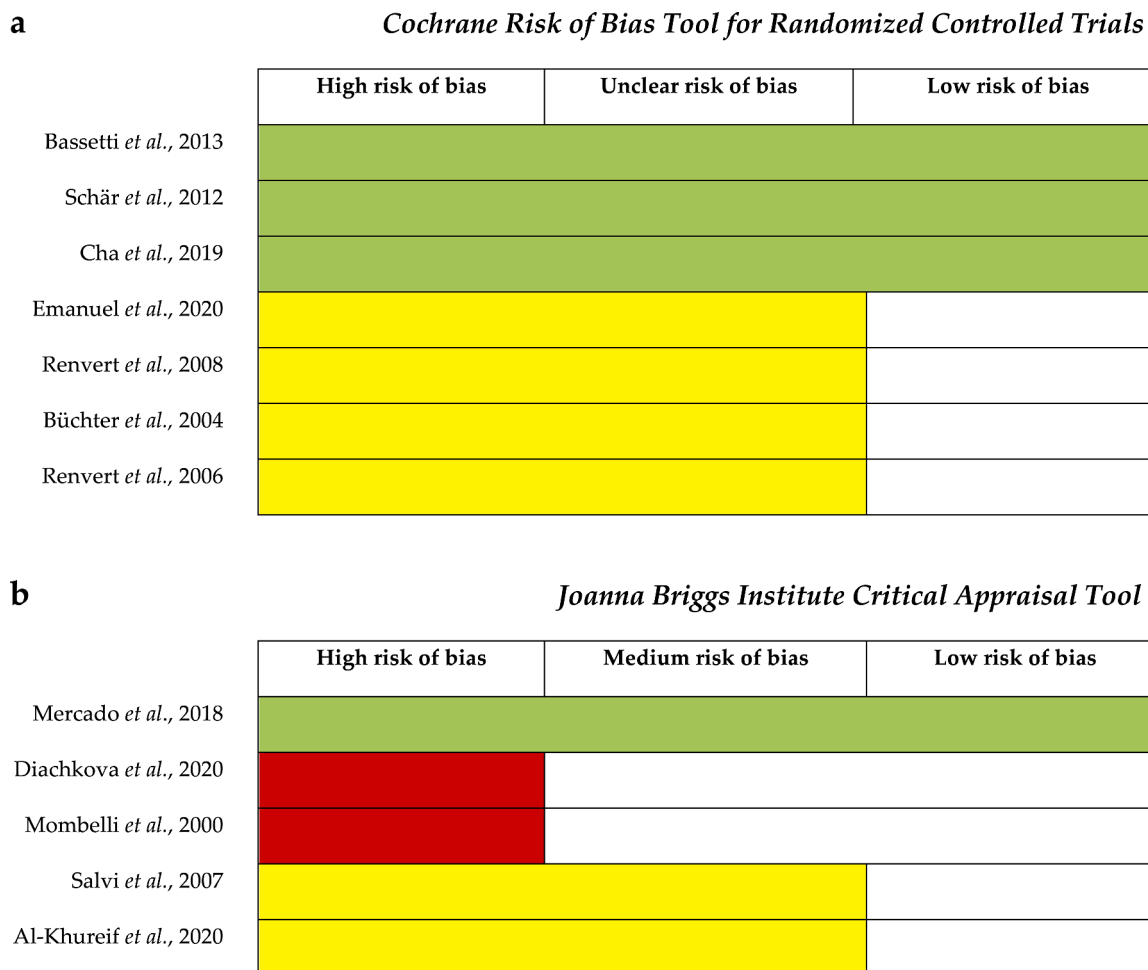 a
Cochrane Risk of Bias Tool for Randomized Controlled Trials
High risk of bias Unclear risk of bias Low risk of bias
Bassetti et al., 2013
Schär et al., 2012
Cha et al., 2019
Emanuel et al., 2020
Renvert et al., 2008
Büchter et al., 2004
Renvert et al., 2006
b
Joanna Briggs Institute Critical Appraisal Tool
High risk of bias Medium risk of bias Low risk of bias
Mercado et al., 2018
Diachkova et al., 2020
Mombelli et al., 2000
Salvi et al., 2007
Al-Khureif et al., 2020